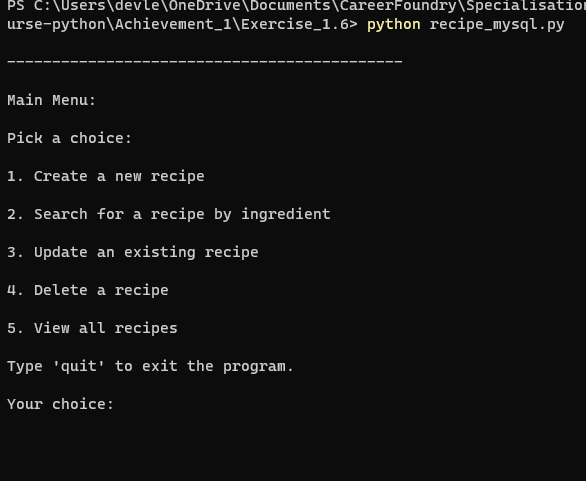 PS C:\Users\devle\OneDrive\Documents\CareerFoundry\Specialisation
urse-python\Achievement_1\Exercise_1.6> python recipe_mysql.py
--------------------------------------------
Main Menu:
Pick a choice:
1. Create a new recipe
2. Search for a recipe by ingredient
3. Update an existing recipe
4. Delete a recipe
5. View all recipes
Type 'quit' to exit the program.
Your choice: